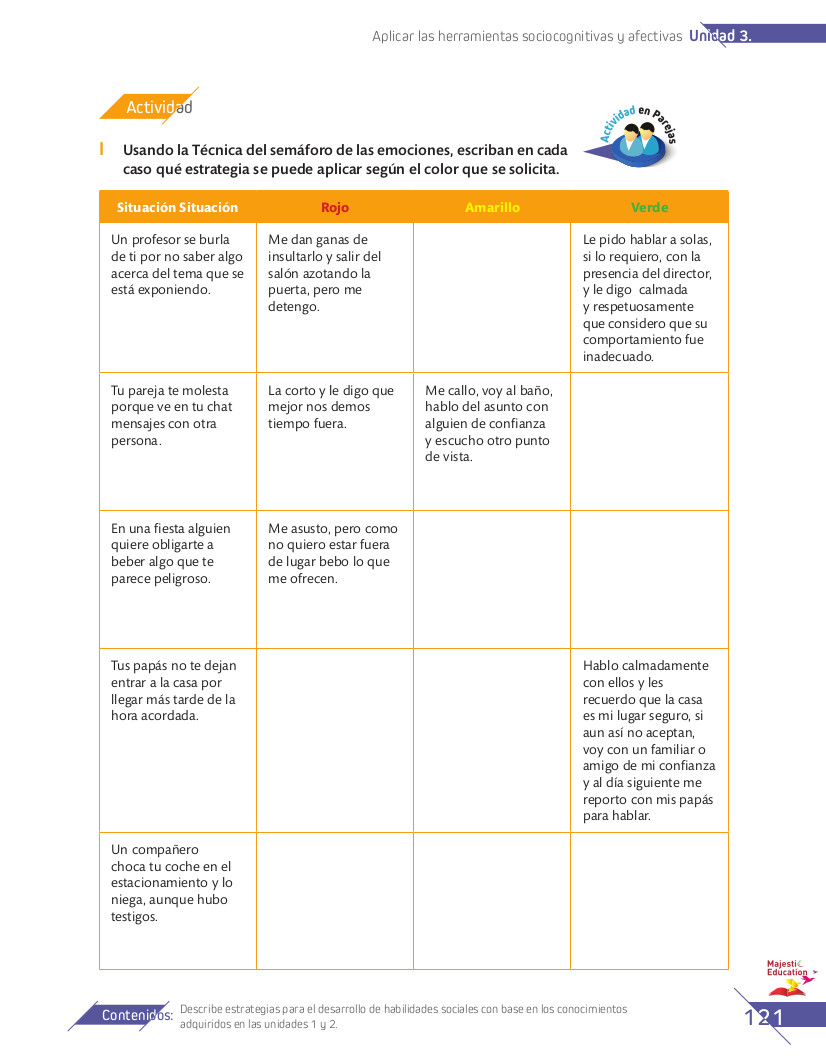 Aplicar las herramientas sociocognitivas y afectivas Unidad 3.
Actividad
Actividad en Parejas
1 Usando la Técnica del semáforo de las emociones, escriban en cada
caso qué estrategia se puede aplicar según el color que se solicita.
Situación Situación
Rojo
Amarillo
Verde
Un profesor se burla
de ti por no saber algo
acerca del tema que se
está exponiendo.
Me dan ganas de
insultarlo y salir del
salón azotando la
puerta, pero me
detengo.
Le pido hablar a solas,
si lo requiero, con la
presencia del director,
y le digo calmada
y respetuosamente
que considero que su
comportamiento fue
inadecuado.
Tu pareja te molesta
porque ve en tu chat
mensajes con otra
persona.
La corto y le digo que
mejor nos demos
tiempo fuera.
Me callo, voy al baño,
hablo del asunto con
alguien de confianza
y escucho otro punto
de vista.
En una fiesta alguien
quiere obligarte a
beber algo que te
parece peligroso.
Me asusto, pero como
no quiero estar fuera
de lugar bebo lo que
me ofrecen.
Tus papás no te dejan
entrar a la casa por
llegar más tarde de la
hora acordada.
Hablo calmadamente
con ellos y les
recuerdo que la casa
es mi lugar seguro, si
aun así no aceptan,
voy con un familiar o
amigo de mi confianza
y al día siguiente me
reporto con mis papás
para hablar.
Un compañero
choca tu coche en el
estacionamiento y lo
niega, aunque hubo
testigos.
Majestic
Education
Contenidos:
Describe estrategias para el desarrollo de habilidades sociales con base en los conocimientos
adquiridos en las unidades 1 y 2.
121